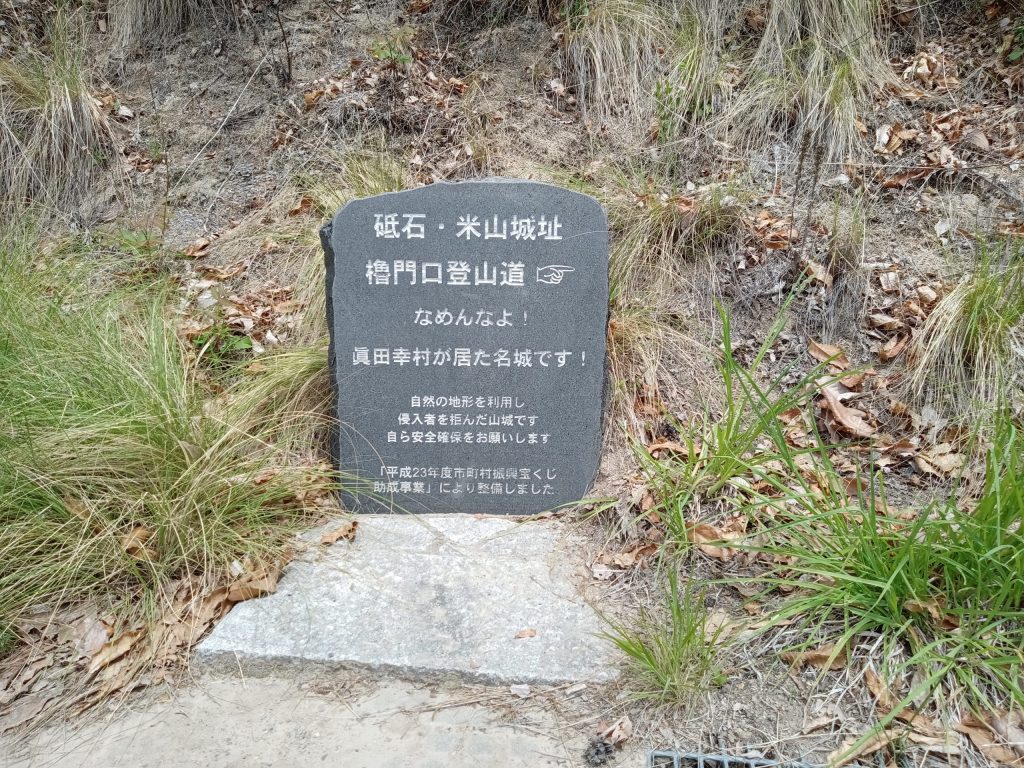 砥石・米山城址
櫓門口登山道
なめんなよ！
眞田幸村が居た名城です！
自然の地形を利用し
侵入者を拒んだ山城です
自ら安全確保をお願いします
「平成23年度市町村振興宝くじ
助成事業」により整備しました